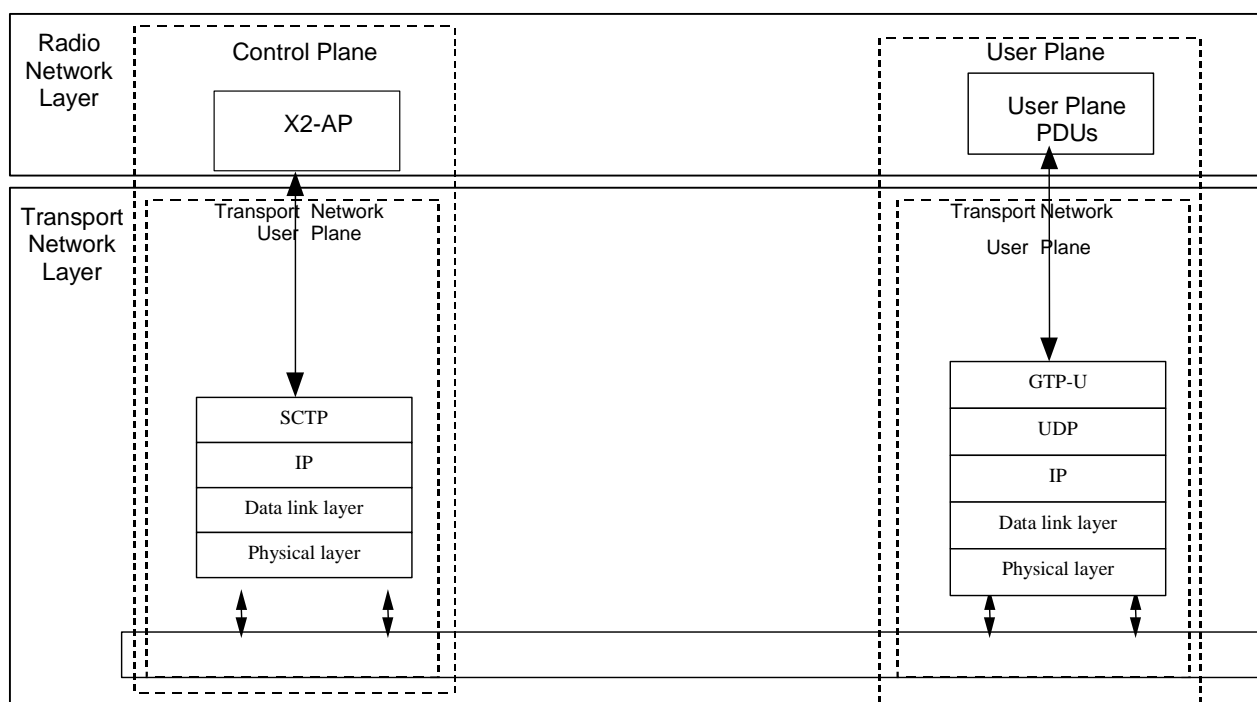 Radio
Network
Layer
Control Plane
X2-AP
User Plane
User Plane
PDUs
Transport
Network
Layer
Transport Network
User Plane
SCTP
IP
Data link layer
Physical layer
Transport Network
User Plane
GTP-U
UDP
IP
Data link layer
Physical layer